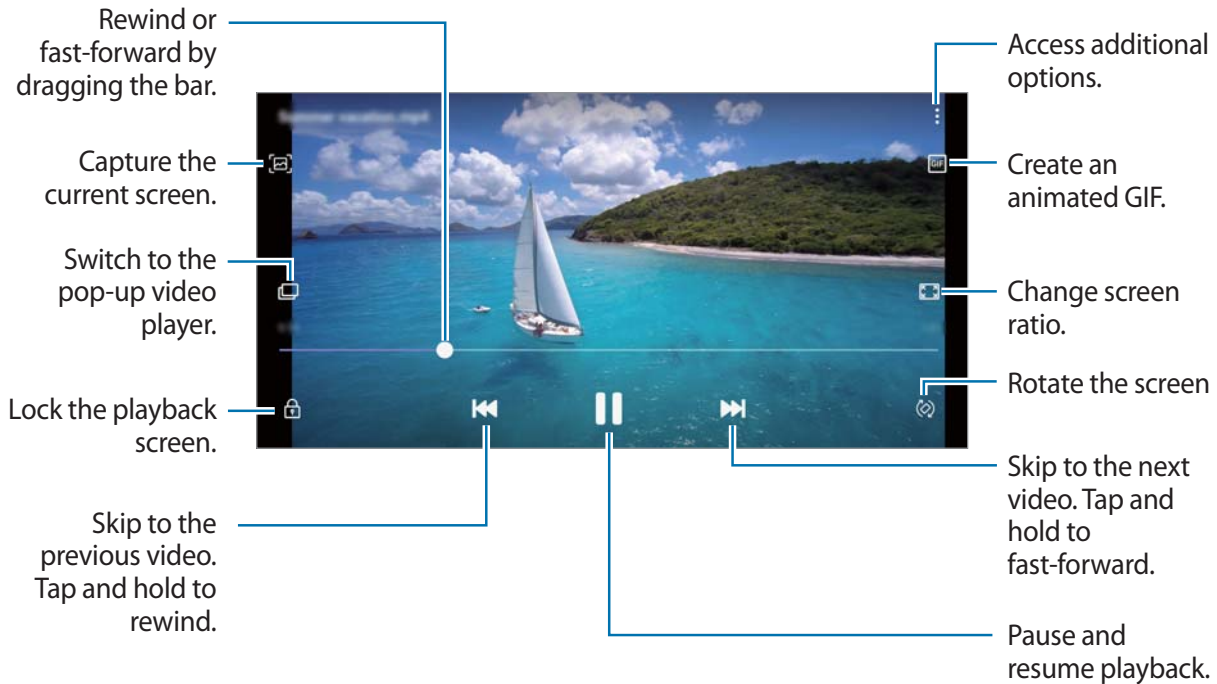 Rewind or
fast-forward by
dragging the bar.
Capture the
current screen.
Switch to the
pop-up video
player.
Lock the playback
screen.
Skip to the
previous video.
Tap and hold to
rewind.
Access additional
options.
GIF
Create an
animated GIF.
Change screen
ratio.
Rotate the screen
Skip to the next
video. Tap and
hold to
fast-forward.
Pause and
resume playback.